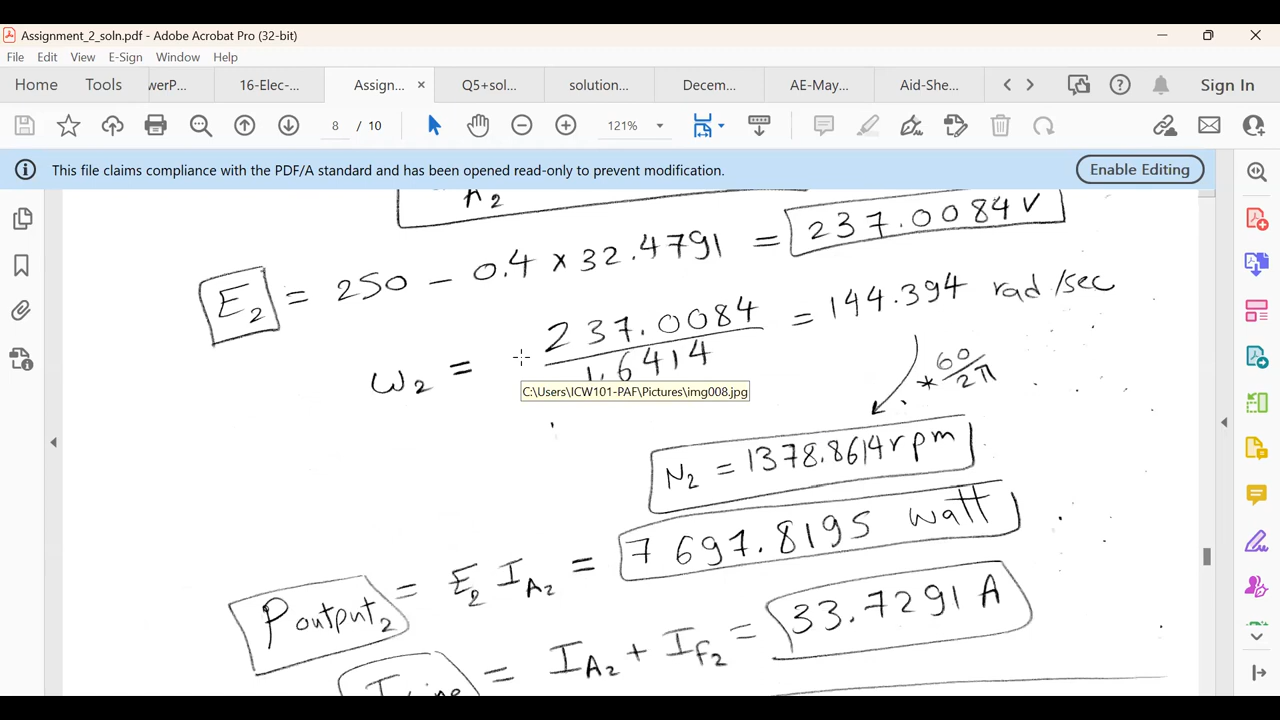 Assignment_2_soln.pdf - Adobe Acrobat Pro (32-bit)
File Edit View Window Help
Home Tools werP... 16-Elec-... Assign... × Q5+sol... solution... Decem... AE-May... Aid-She... Sign In
8 / 10 121%
This file claims compliance with the PDF/A standard and has been opened read-only to prevent modification. Enable Editing
A2
E2 = 250 - 0.4 × 32.4791 = 237.0084 V
ω2 = 237.0084 / 1.6414 = 144.394 rad/sec
* 60/2π
C:\Users\ICW101-PAF\Pictures\img008.jpg
N2 = 1378.8614 rpm
Poutput2 = E2 IA2 = 7697.8195 watt
= IA2 + If2 = 33.7291 A